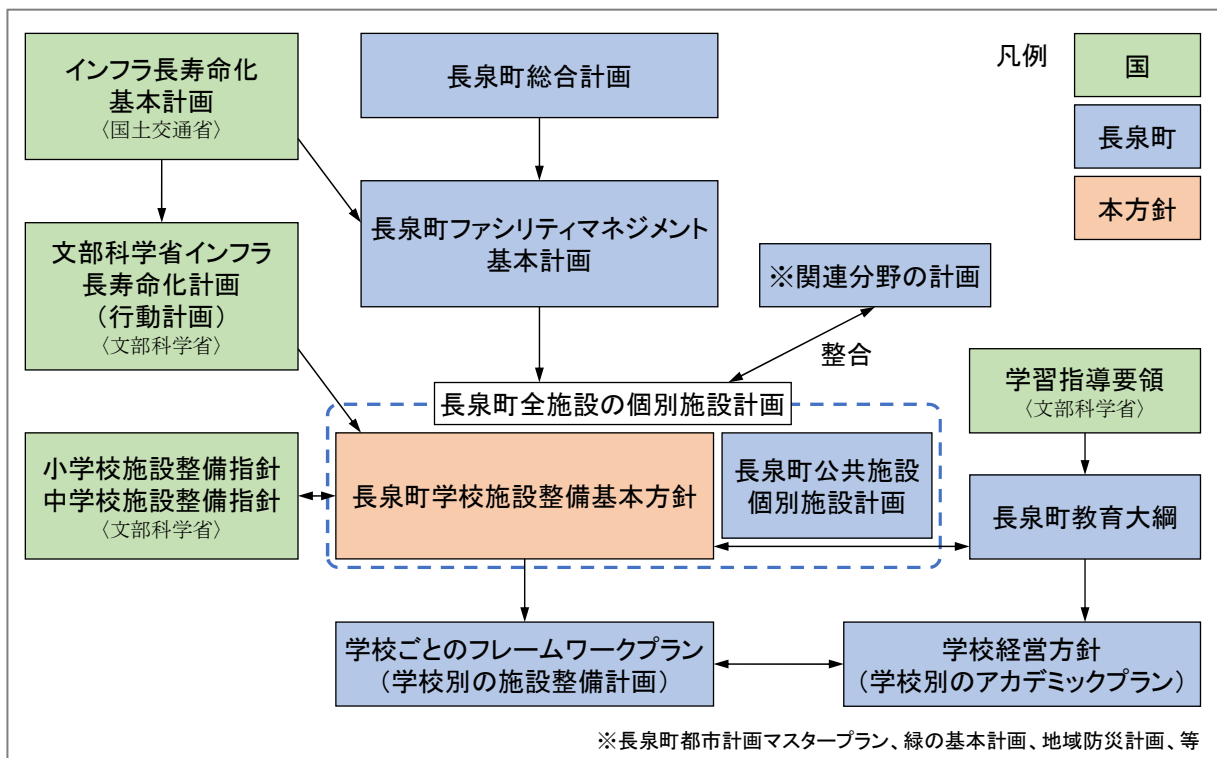 インフラ長寿命化
基本計画
〈国土交通省〉
長泉町総合計画
凡例
国
長泉町
本方針
文部科学省インフラ
長寿命化計画
（行動計画）
〈文部科学省〉
長泉町ファシリティマネジメント
基本計画
※関連分野の計画
整合
長泉町全施設の個別施設計画
学習指導要領
〈文部科学省〉
小学校施設整備指針
中学校施設整備指針
〈文部科学省〉
長泉町学校施設整備基本方針
長泉町公共施設
個別施設計画
長泉町教育大綱
学校ごとのフレームワークプラン
（学校別の施設整備計画）
学校経営方針
（学校別のアカデミックプラン）
※長泉町都市計画マスタープラン、緑の基本計画、地域防災計画、等